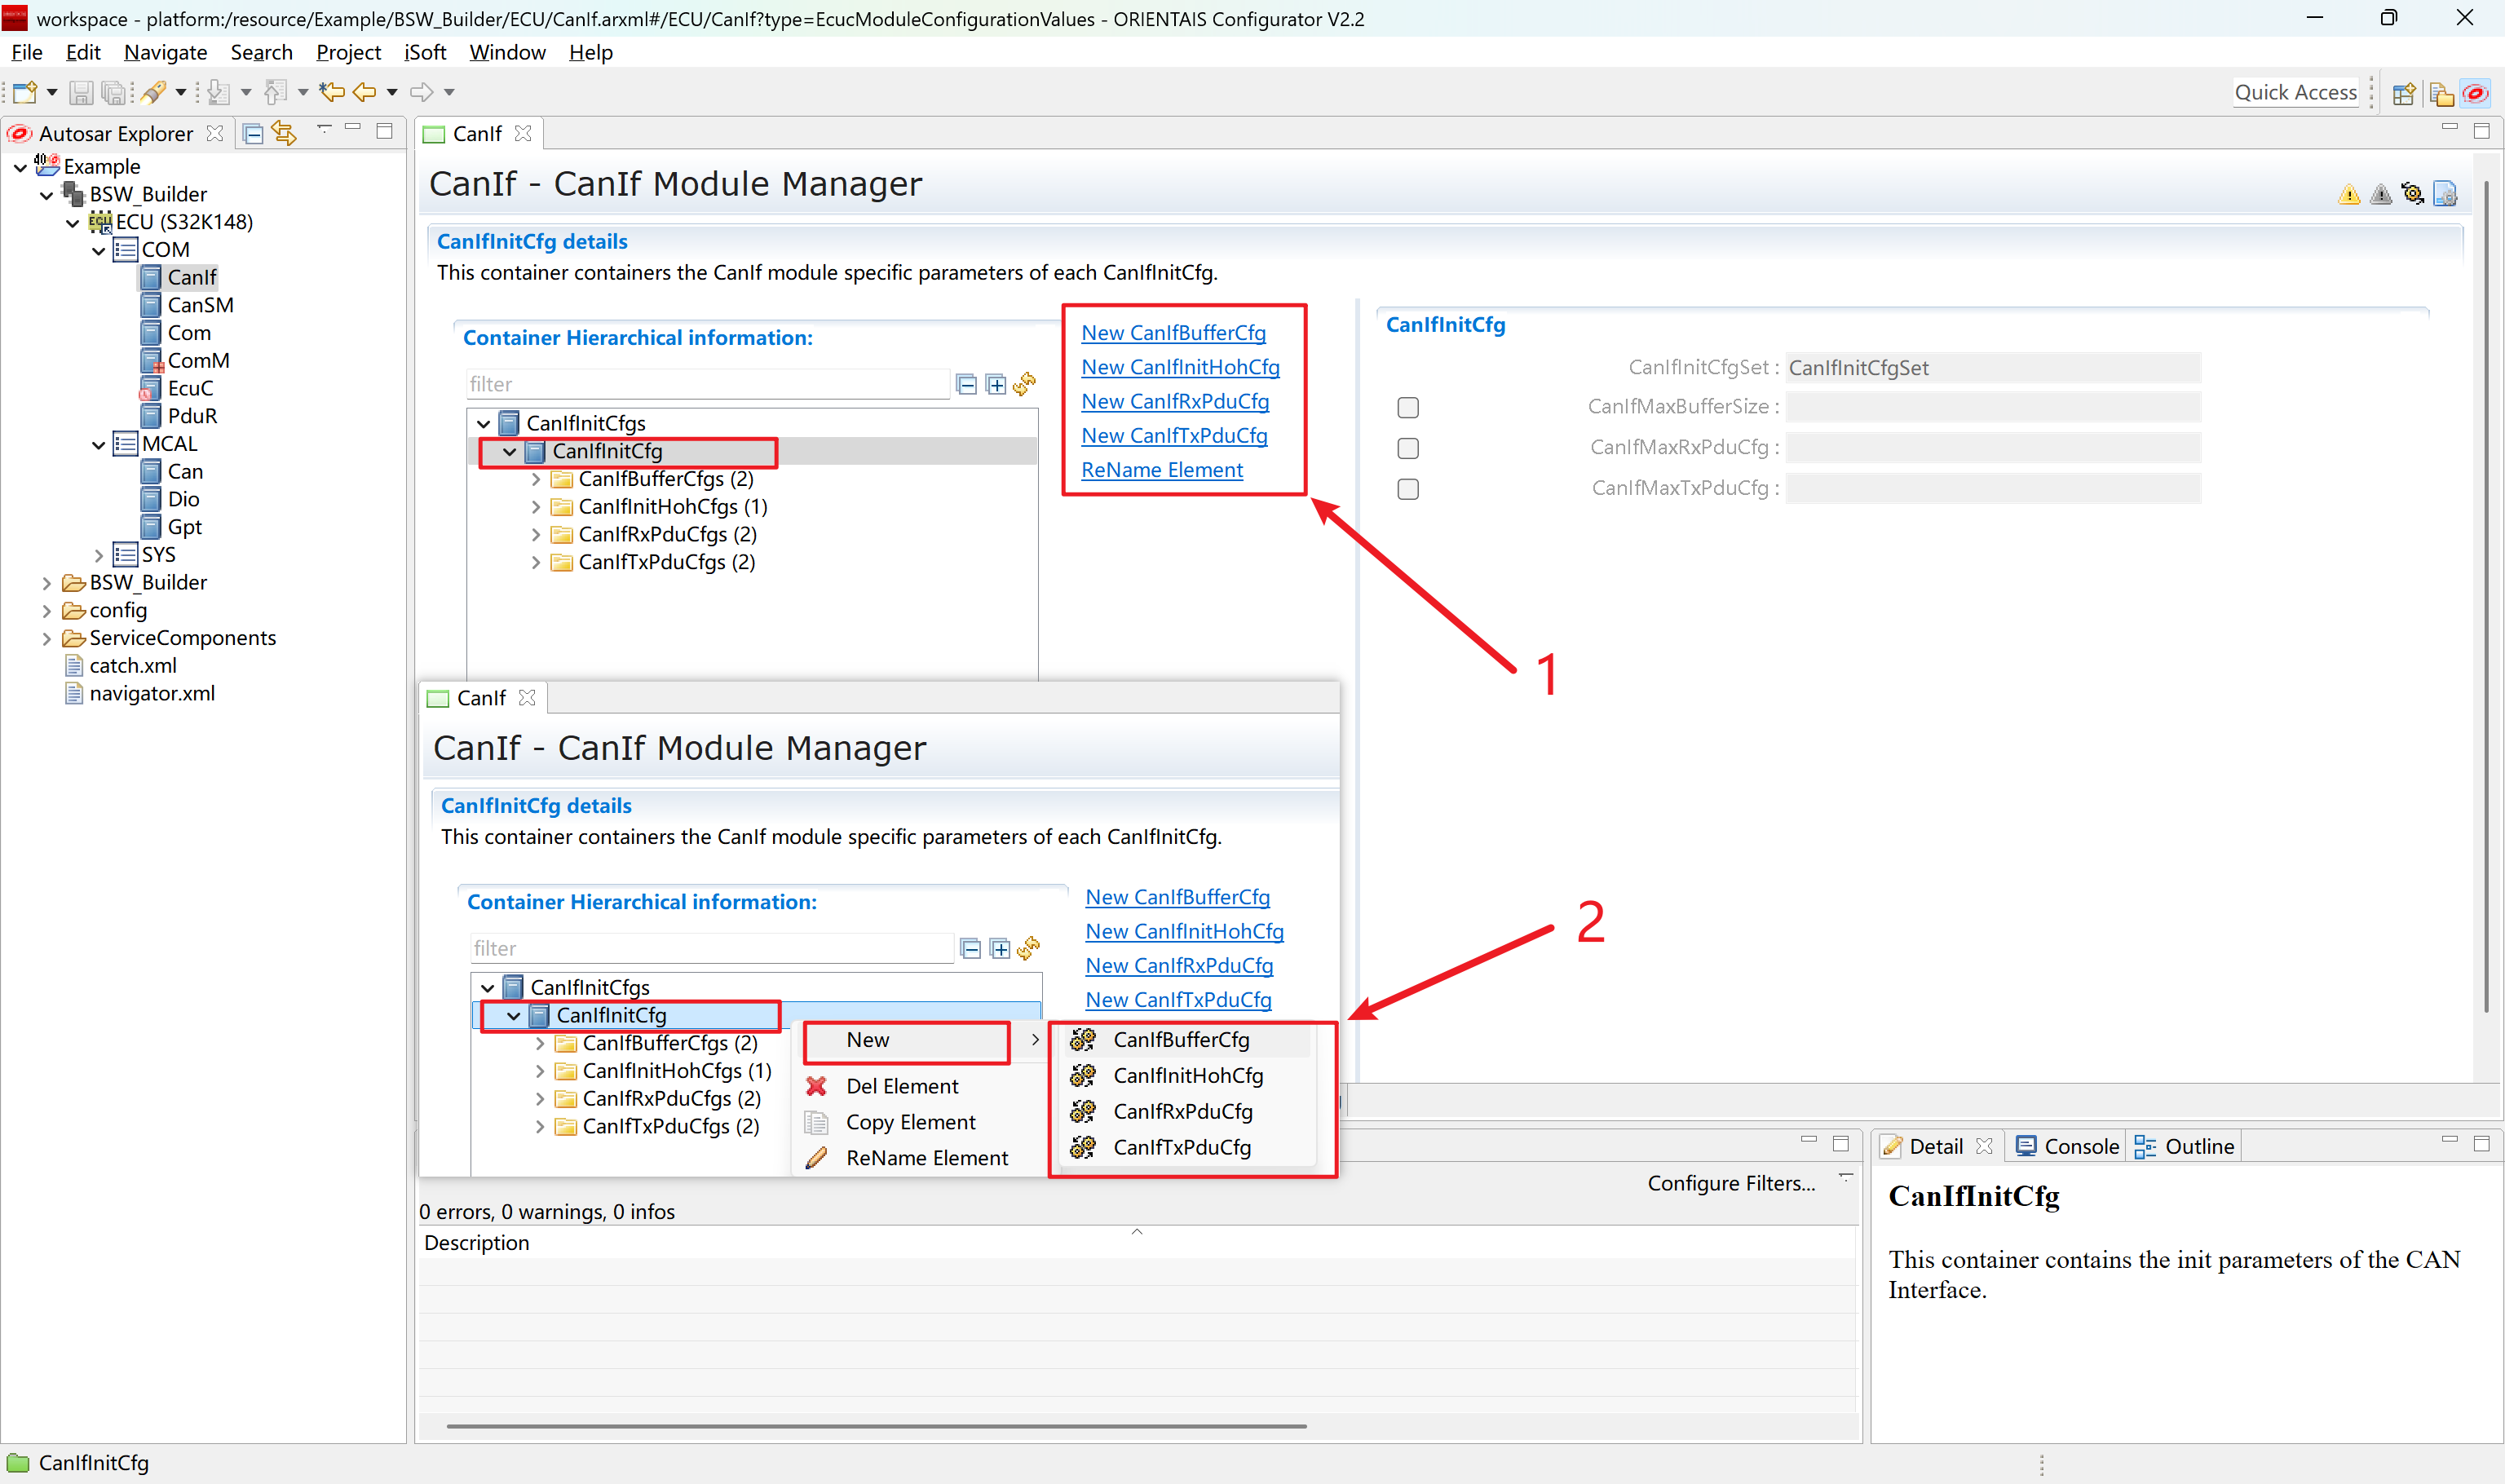 workspace - platform:/resource/Example/BSW_Builder/ECU/CanIf.arxml#/ECU/CanIf?type=EcucModuleConfigurationValues - ORIENTAIS Configurator V2.2
File Edit Navigate Search Project iSoft Window Help
Quick Access
Autosar Explorer
Example
BSW_Builder
ECU (S32K148)
COM
CanIf
CanSM
Com
ComM
EcuC
PduR
MCAL
Can
Dio
Gpt
SYS
BSW_Builder
config
ServiceComponents
catch.xml
navigator.xml
CanIf
CanIf - CanIf Module Manager
CanIfInitCfg details
This container containers the CanIf module specific parameters of each CanIfInitCfg.
Container Hierarchical information:
filter
CanIfInitCfgs
CanIfInitCfg
CanIfBufferCfgs (2)
CanIfInitHohCfgs (1)
CanIfRxPduCfgs (2)
CanIfTxPduCfgs (2)
New CanIfBufferCfg
New CanIfInitHohCfg
New CanIfRxPduCfg
New CanIfTxPduCfg
ReName Element
CanIfInitCfg
CanIfInitCfgSet : CanIfInitCfgSet
CanIfMaxBufferSize :
CanIfMaxRxPduCfg :
CanIfMaxTxPduCfg :
1
CanIf
CanIf - CanIf Module Manager
CanIfInitCfg details
This container containers the CanIf module specific parameters of each CanIfInitCfg.
Container Hierarchical information:
filter
CanIfInitCfgs
CanIfInitCfg
CanIfBufferCfgs (2)
CanIfInitHohCfgs (1)
CanIfRxPduCfgs (2)
CanIfTxPduCfgs (2)
New CanIfBufferCfg
New CanIfInitHohCfg
New CanIfRxPduCfg
New CanIfTxPduCfg
New
Del Element
Copy Element
ReName Element
CanIfBufferCfg
CanIfInitHohCfg
CanIfRxPduCfg
CanIfTxPduCfg
2
Configure Filters...
0 errors, 0 warnings, 0 infos
Description
Detail Console Outline
CanIfInitCfg
This container contains the init parameters of the CAN
Interface.
CanIfInitCfg